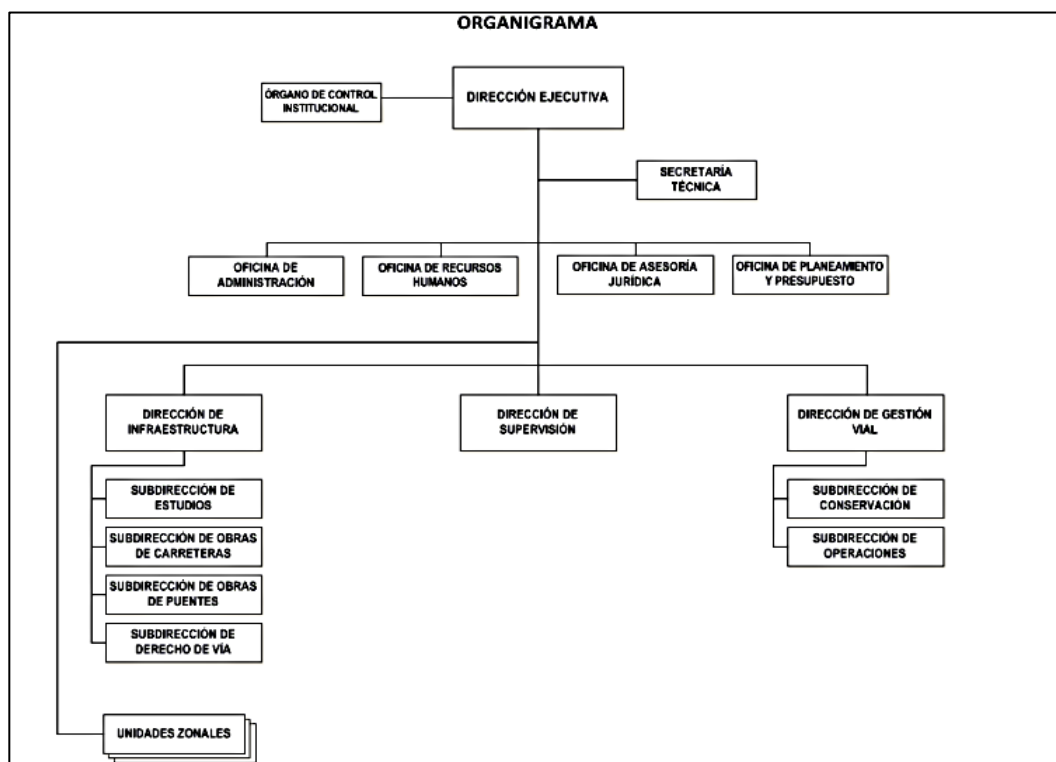 ORGANIGRAMA
ÓRGANO DE CONTROL
INSTITUCIONAL
DIRECCIÓN EJECUTIVA
SECRETARÍA
TÉCNICA
OFICINA DE
ADMINISTRACIÓN
OFICINA DE RECURSOS
HUMANOS
OFICINA DE ASESORÍA
JURÍDICA
OFICINA DE PLANEAMIENTO
Y PRESUPUESTO
DIRECCIÓN DE
INFRAESTRUCTURA
DIRECCIÓN DE
SUPERVISIÓN
DIRECCIÓN DE GESTIÓN
VIAL
SUBDIRECCIÓN DE
ESTUDIOS
SUBDIRECCIÓN DE OBRAS
DE CARRETERAS
SUBDIRECCIÓN DE OBRAS
DE PUENTES
SUBDIRECCIÓN DE
DERECHO DE VÍA
SUBDIRECCIÓN DE
CONSERVACIÓN
SUBDIRECCIÓN DE
OPERACIONES
UNIDADES ZONALES